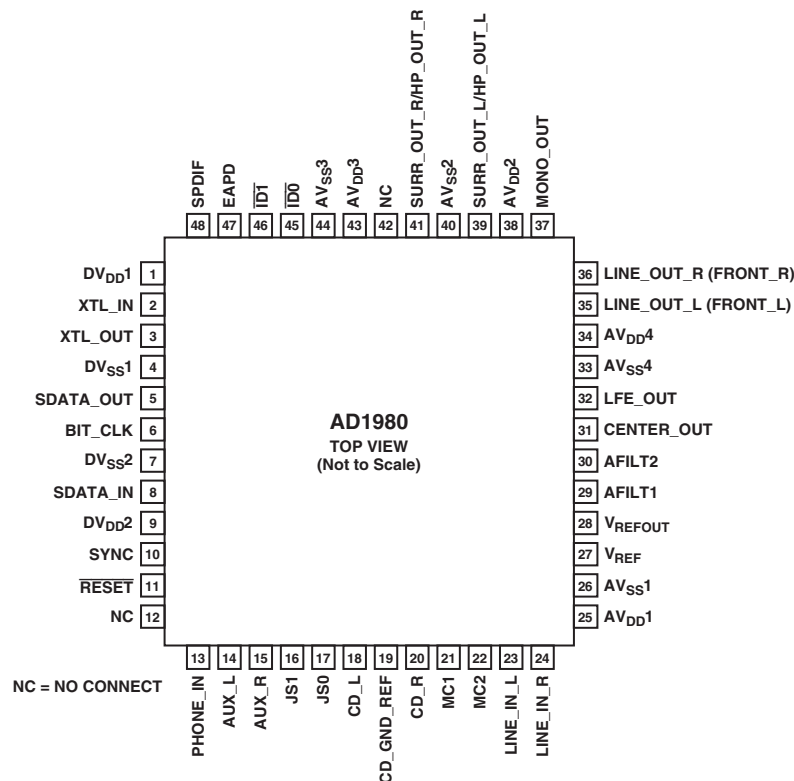 SPDIF
EAPD
ID1
ID0
AVSS3
AVDD3
NC
SURR_OUT_R/HP_OUT_R
AVSS2
SURR_OUT_L/HP_OUT_L
AVDD2
MONO_OUT
48 47 46 45 44 43 42 41 40 39 38 37
DVDD1 1
XTL_IN 2
XTL_OUT 3
DVSS1 4
SDATA_OUT 5
BIT_CLK 6
DVSS2 7
SDATA_IN 8
DVDD2 9
SYNC 10
RESET 11
NC 12
AD1980
TOP VIEW
(Not to Scale)
36 LINE_OUT_R (FRONT_R)
35 LINE_OUT_L (FRONT_L)
34 AVDD4
33 AVSS4
32 LFE_OUT
31 CENTER_OUT
30 AFILT2
29 AFILT1
28 VREFOUT
27 VREF
26 AVSS1
25 AVDD1
13 14 15 16 17 18 19 20 21 22 23 24
PHONE_IN
AUX_L
AUX_R
JS1
JS0
CD_L
CD_GND_REF
CD_R
MC1
MC2
LINE_IN_L
LINE_IN_R
NC = NO CONNECT